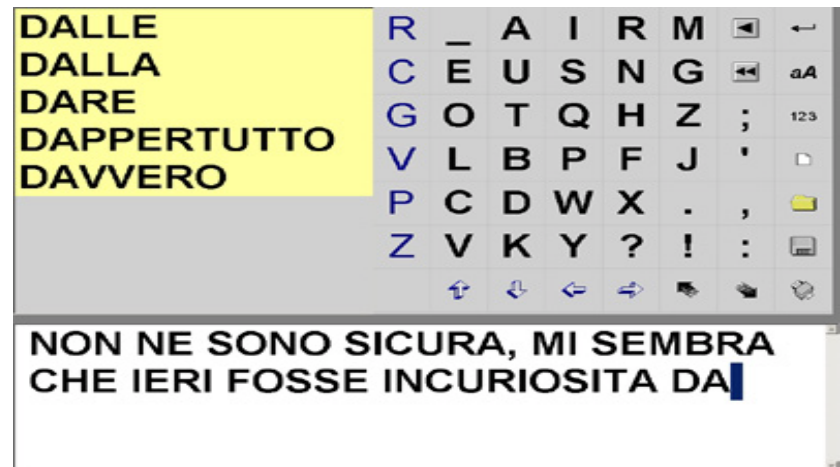 DALLE
DALLA
DARE
DAPPERTUTTO
DAVVERO
R _ A I R M
C E U S N G aA
G O T Q H Z ; 123
V L B P F J '
P C D W X . ,
Z V K Y ? ! :
NON NE SONO SICURA, MI SEMBRA
CHE IERI FOSSE INCURIOSITA DA